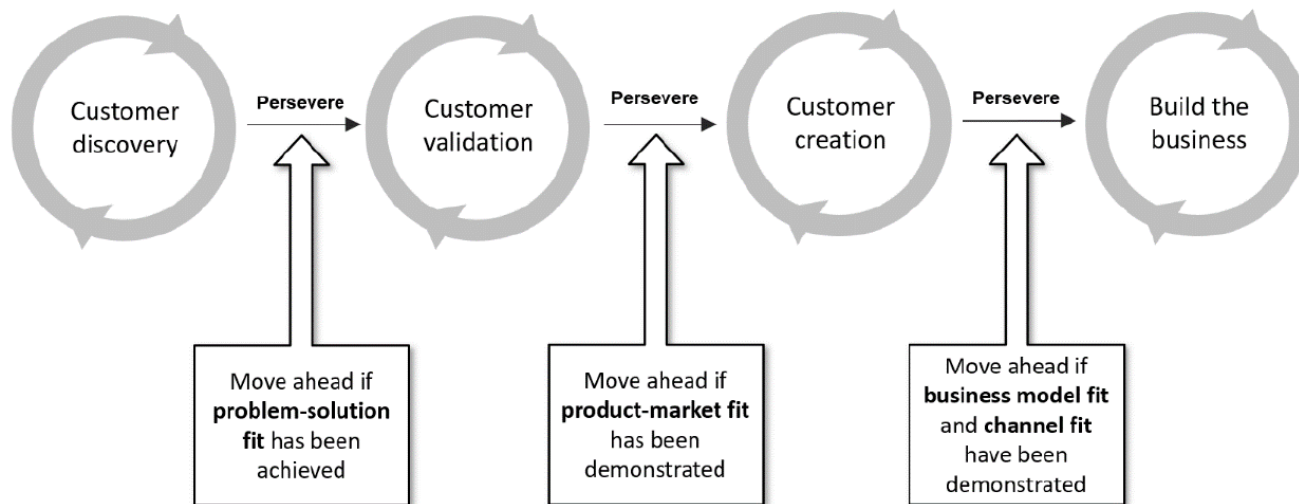 Customer
discovery
Persevere
Customer
validation
Persevere
Customer
creation
Persevere
Build the
business
Move ahead if
problem-solution
fit has been
achieved
Move ahead if
product-market fit
has been
demonstrated
Move ahead if
business model fit
and channel fit
have been
demonstrated